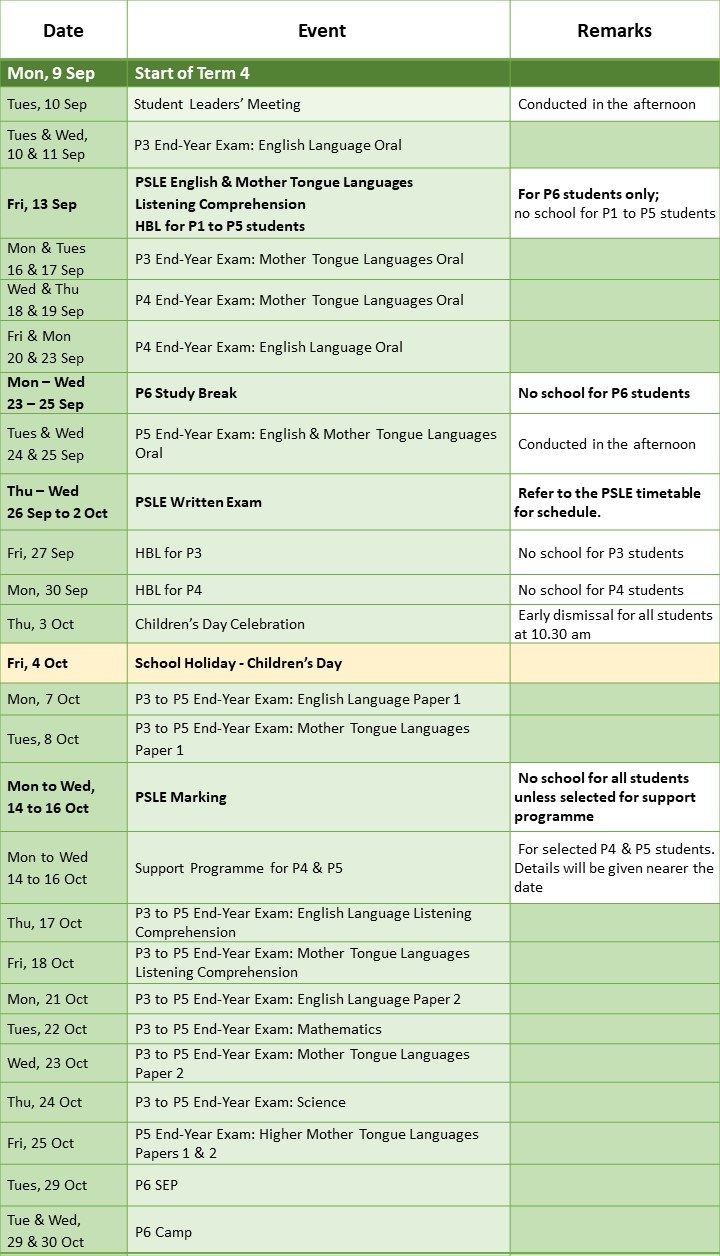 Date Event Remarks
Mon, 9 Sep Start of Term 4
Tues, 10 Sep Student Leaders’ Meeting Conducted in the afternoon
Tues & Wed,
10 & 11 Sep
P3 End-Year Exam: English Language Oral
Fri, 13 Sep
PSLE English & Mother Tongue Languages
Listening Comprehension
HBL for P1 to P5 students
For P6 students only;
no school for P1 to P5 students
Mon & Tues
16 & 17 Sep
P3 End-Year Exam: Mother Tongue Languages Oral
Wed & Thu
18 & 19 Sep
P4 End-Year Exam: Mother Tongue Languages Oral
Fri & Mon
20 & 23 Sep
P4 End-Year Exam: English Language Oral
Mon – Wed
23 – 25 Sep
P6 Study Break
No school for P6 students
Tues & Wed
24 & 25 Sep
P5 End-Year Exam: English & Mother Tongue Languages
Oral
Conducted in the afternoon
Thu – Wed
26 Sep to 2 Oct
PSLE Written Exam
Refer to the PSLE timetable
for schedule.
Fri, 27 Sep HBL for P3 No school for P3 students
Mon, 30 Sep HBL for P4 No school for P4 students
Thu, 3 Oct Children’s Day Celebration
Early dismissal for all students
at 10.30 am
Fri, 4 Oct School Holiday - Children’s Day
Mon, 7 Oct P3 to P5 End-Year Exam: English Language Paper 1
Tues, 8 Oct
P3 to P5 End-Year Exam: Mother Tongue Languages
Paper 1
Mon to Wed,
14 to 16 Oct
PSLE Marking
No school for all students
unless selected for support
programme
Mon to Wed
14 to 16 Oct
Support Programme for P4 & P5
For selected P4 & P5 students.
Details will be given nearer the
date
Thu, 17 Oct
P3 to P5 End-Year Exam: English Language Listening
Comprehension
Fri, 18 Oct
P3 to P5 End-Year Exam: Mother Tongue Languages
Listening Comprehension
Mon, 21 Oct P3 to P5 End-Year Exam: English Language Paper 2
Tues, 22 Oct P3 to P5 End-Year Exam: Mathematics
Wed, 23 Oct
P3 to P5 End-Year Exam: Mother Tongue Languages
Paper 2
Thu, 24 Oct P3 to P5 End-Year Exam: Science
Fri, 25 Oct
P5 End-Year Exam: Higher Mother Tongue Languages
Papers 1 & 2
Tues, 29 Oct P6 SEP
Tue & Wed,
29 & 30 Oct
P6 Camp